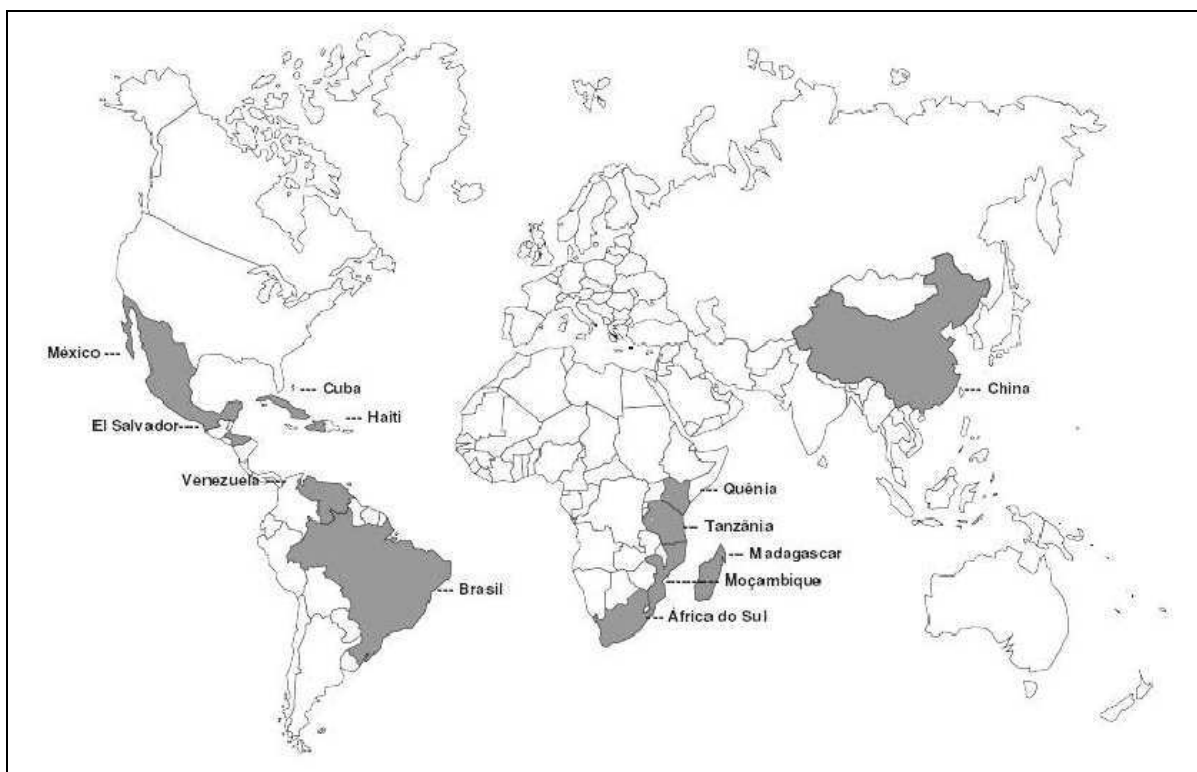 México ---
--- Cuba
--- Haiti
El Salvador---
--- China
Venezuela ---
--- Quênia
--- Tanzânia
--- Madagascar
--- Brasil
------- Moçambique
--- África do Sul